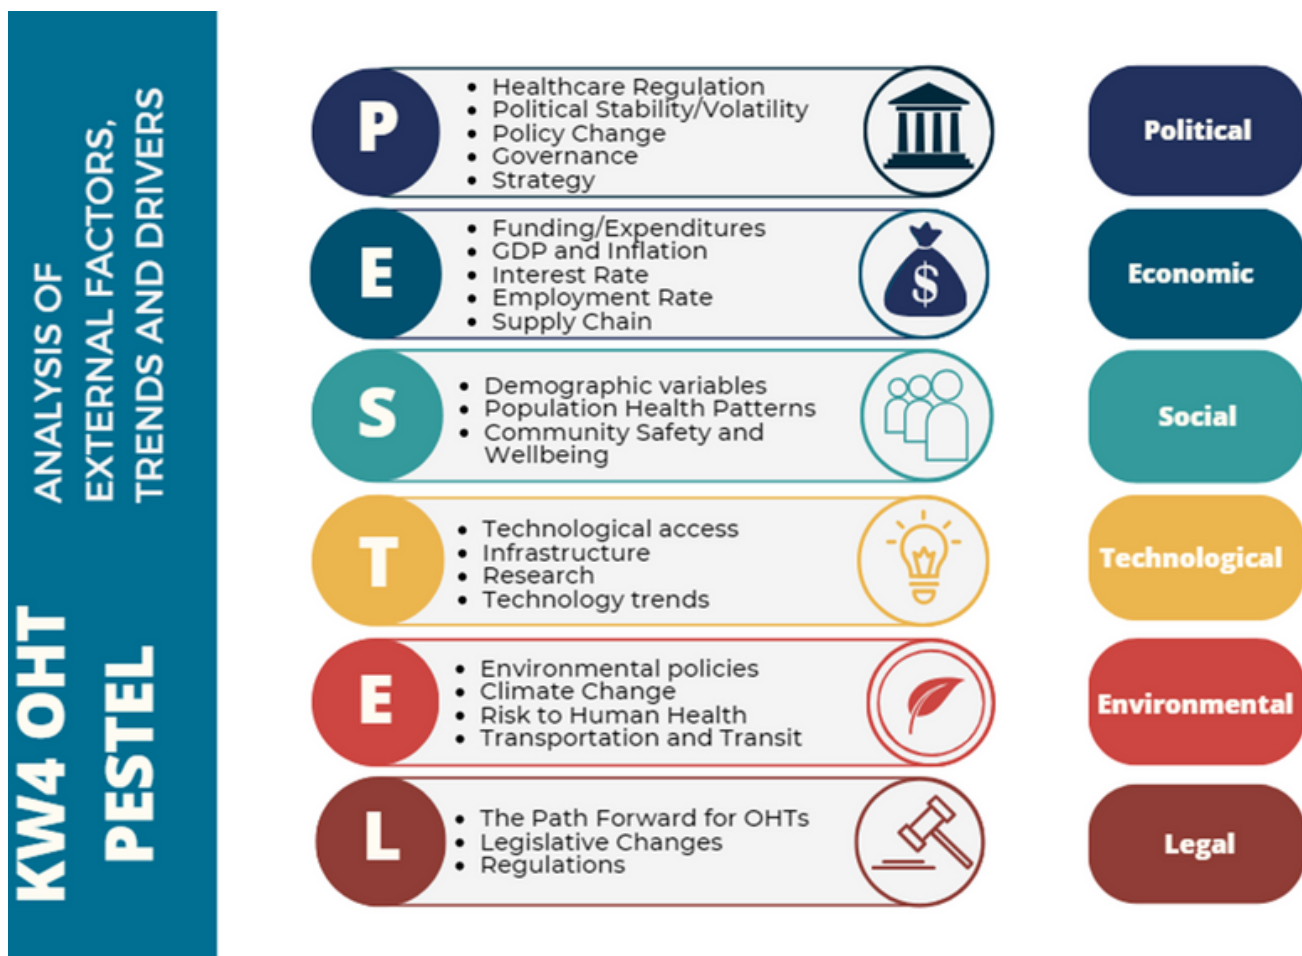 ANALYSIS OF
EXTERNAL FACTORS,
TRENDS AND DRIVERS
KW4 OHT
PESTEL
P
• Healthcare Regulation
• Political Stability/Volatility
• Policy Change
• Governance
• Strategy
Political
E
• Funding/Expenditures
• GDP and Inflation
• Interest Rate
• Employment Rate
• Supply Chain
$
Economic
S
• Demographic variables
• Population Health Patterns
• Community Safety and
Wellbeing
Social
T
• Technological access
• Infrastructure
• Research
• Technology trends
Technological
E
• Environmental policies
• Climate Change
• Risk to Human Health
• Transportation and Transit
Environmental
L
• The Path Forward for OHTs
• Legislative Changes
• Regulations
Legal